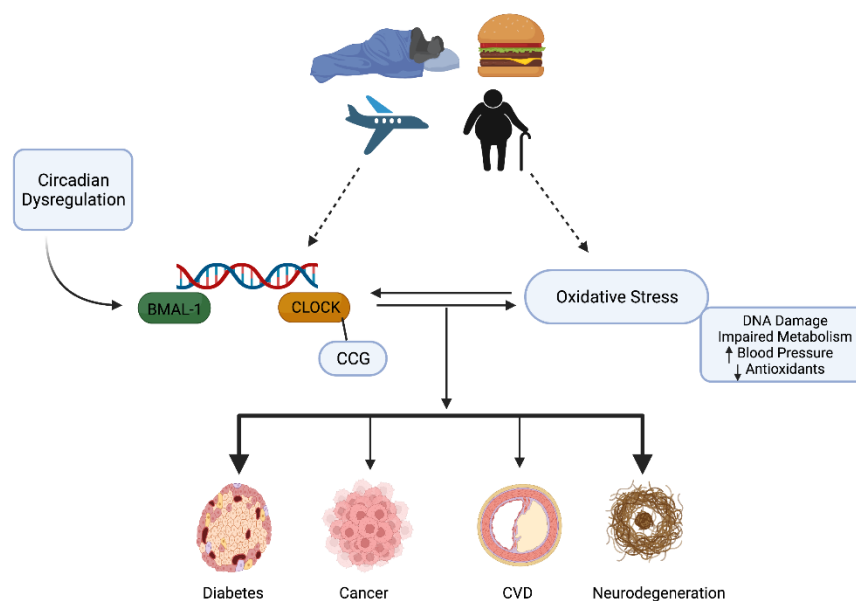 Circadian
Dysregulation
BMAL-1
CLOCK
CCG
Oxidative Stress
DNA Damage
Impaired Metabolism
Blood Pressure
Antioxidants
Diabetes
Cancer
CVD
Neurodegeneration